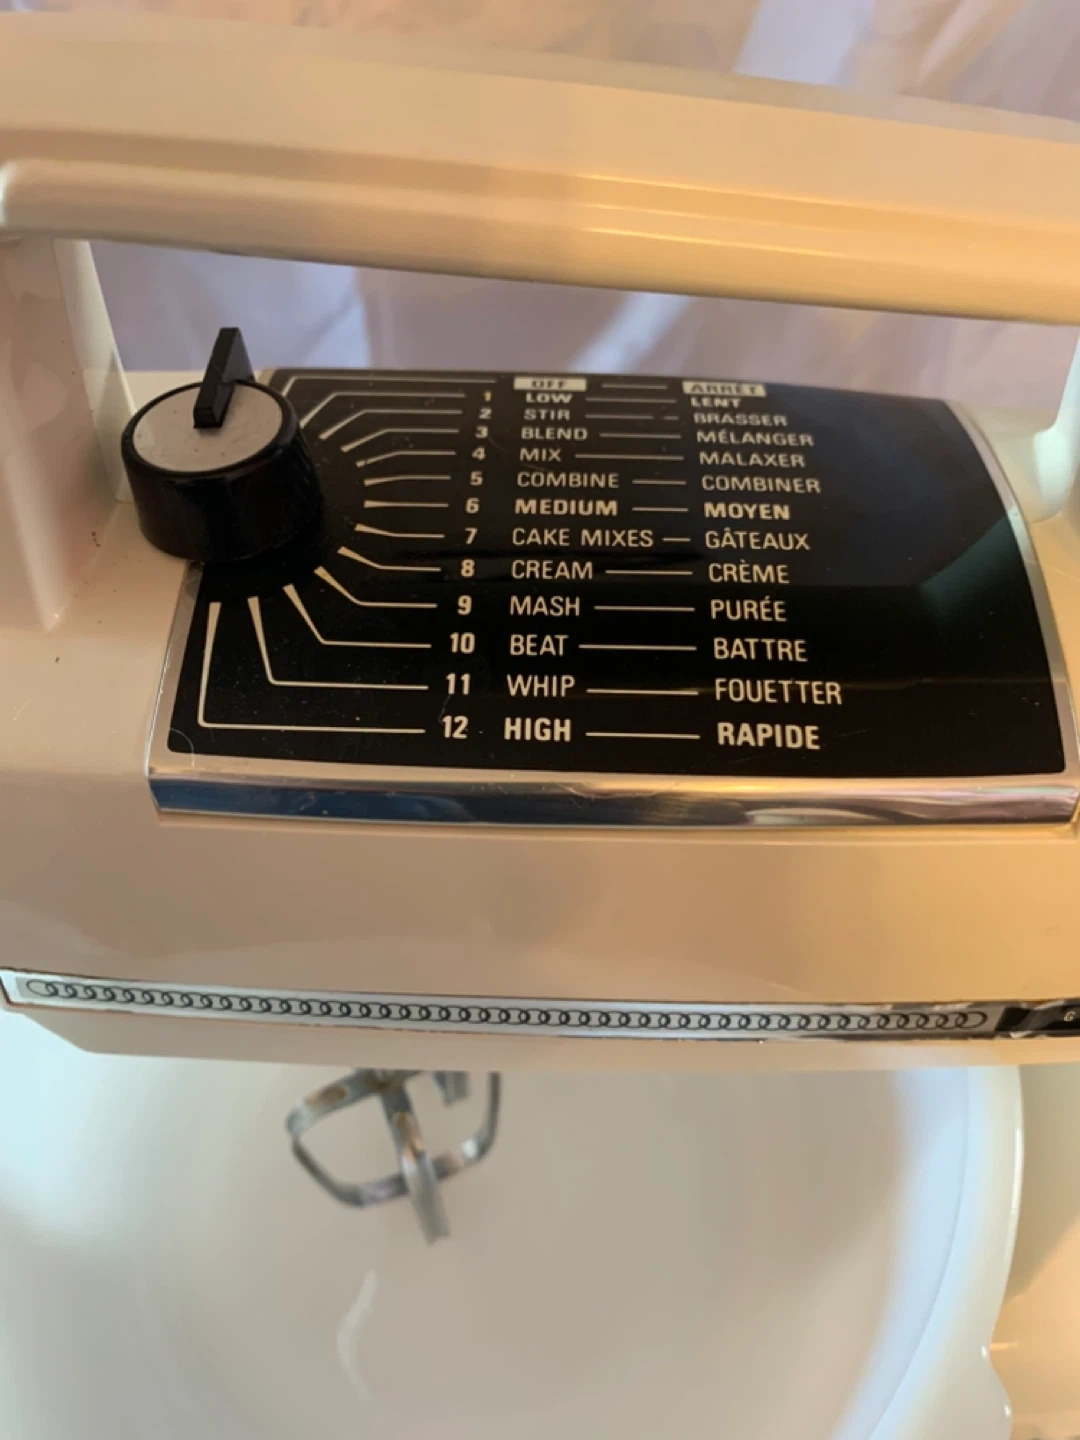 OFF ARRÊT
1 LOW LENT
2 STIR BRASSER
3 BLEND MÉLANGER
4 MIX MALAXER
5 COMBINE COMBINER
6 MEDIUM MOYEN
7 CAKE MIXES GÂTEAUX
8 CREAM CRÈME
9 MASH PURÉE
10 BEAT BATTRE
11 WHIP FOUETTER
12 HIGH RAPIDE